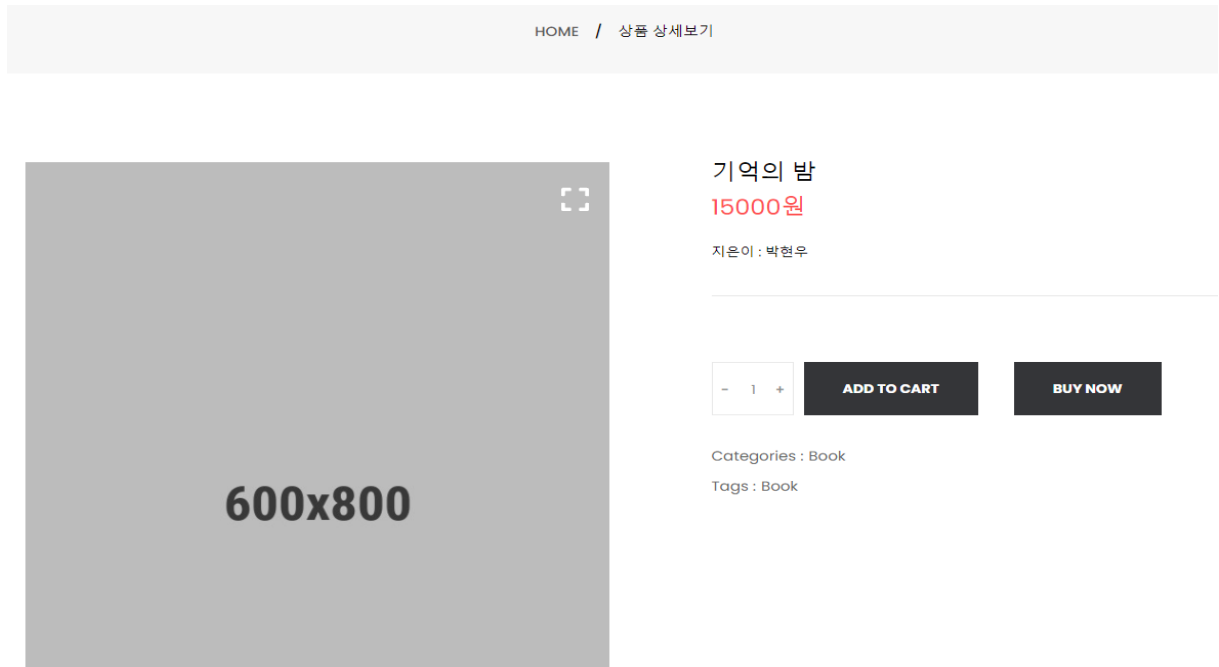 HOME / 상품 상세보기
600x800
기억의 밤
15000원
지은이 : 박현우
- 1 +
ADD TO CART
BUY NOW
Categories : Book
Tags : Book